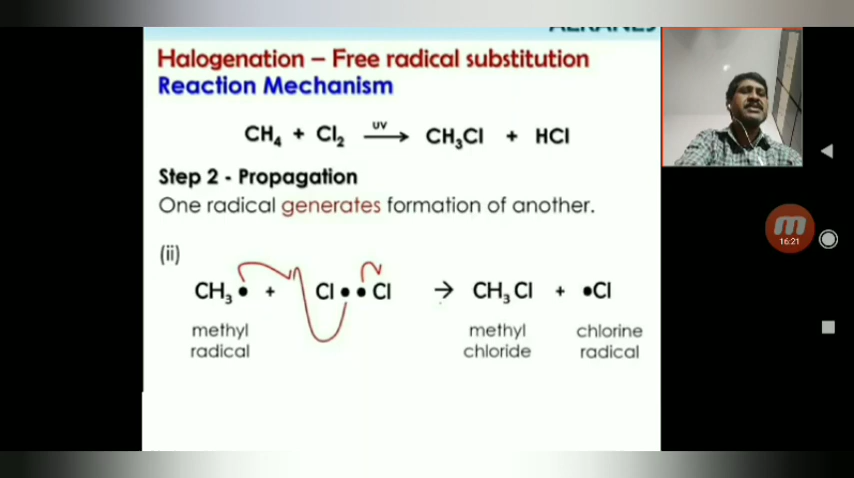 ALKANES
Halogenation – Free radical substitution
Reaction Mechanism
CH₄ + Cl₂ —UV→ CH₃Cl + HCl
Step 2 - Propagation
One radical generates formation of another.
(ii)
CH₃• + Cl••Cl → CH₃Cl + •Cl
methyl radical methyl chloride chlorine radical
16:21